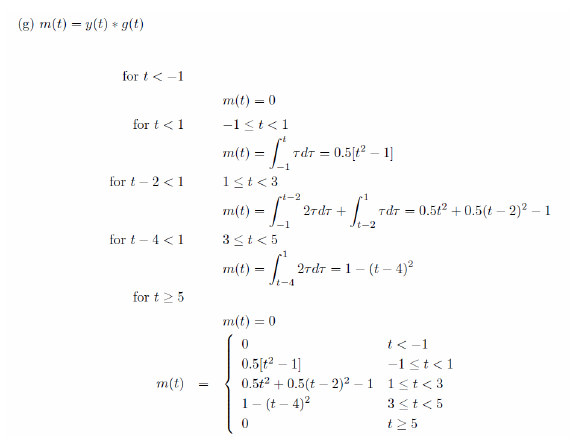 (g) m(t) = y(t) ∗ g(t)
for t < −1
m(t) = 0
for t < 1 −1 ≤ t < 1
m(t) = ∫_{−1}^{t} τdτ = 0.5[t² − 1]
for t − 2 < 1 1 ≤ t < 3
m(t) = ∫_{−1}^{t−2} 2τdτ + ∫_{t−2}^{1} τdτ = 0.5t² + 0.5(t − 2)² − 1
for t − 4 < 1 3 ≤ t < 5
m(t) = ∫_{t−4}^{1} 2τdτ = 1 − (t − 4)²
for t ≥ 5
m(t) = 0
m(t) = { 0 t < −1
0.5[t² − 1] −1 ≤ t < 1
0.5t² + 0.5(t − 2)² − 1 1 ≤ t < 3
1 − (t − 4)² 3 ≤ t < 5
0 t ≥ 5